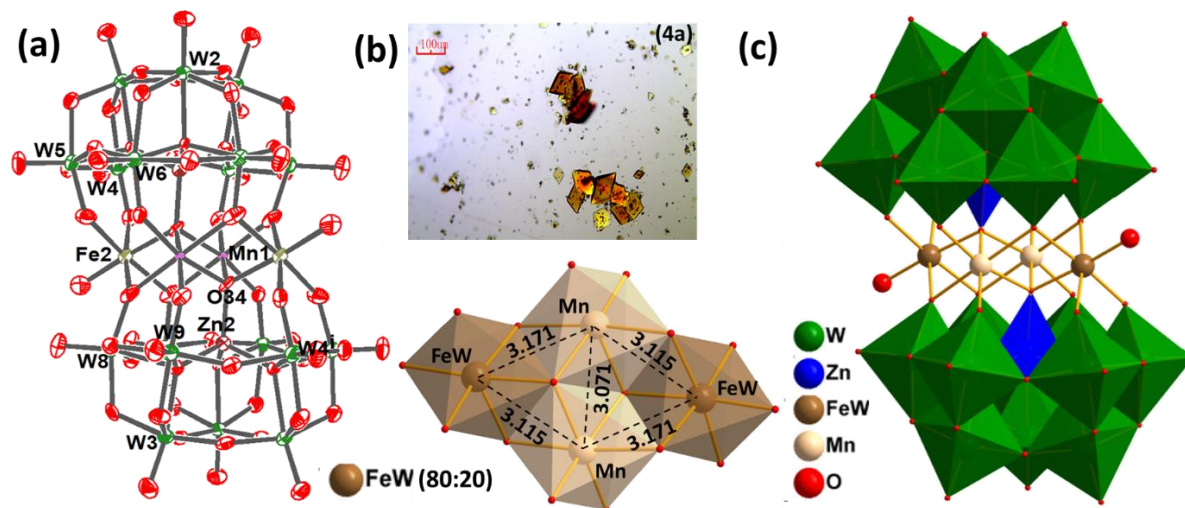 (a)
W2
W5
W4
W6
Fe2
Mn1
O34
Zn2
W9
W4i
W8
W3
FeW (80:20)
(b)
(4a)
100um
Mn
3.171
3.115
FeW
3.071
FeW
3.115
3.171
Mn
(c)
W
Zn
FeW
Mn
O